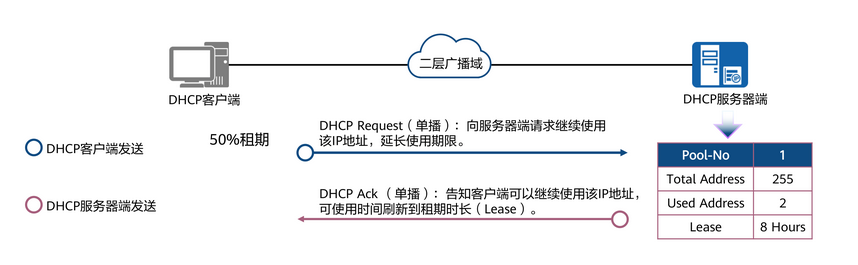 二层广播域
DHCP客户端
DHCP服务器端
50%租期
DHCP Request（单播）：向服务器端请求继续使用
该IP地址，延长使用期限。
DHCP客户端发送
DHCP Ack （单播）：告知客户端可以继续使用该IP地址，
可使用时间刷新到租期时长（Lease）。
DHCP服务器端发送
Pool-No 1
Total Address 255
Used Address 2
Lease 8 Hours